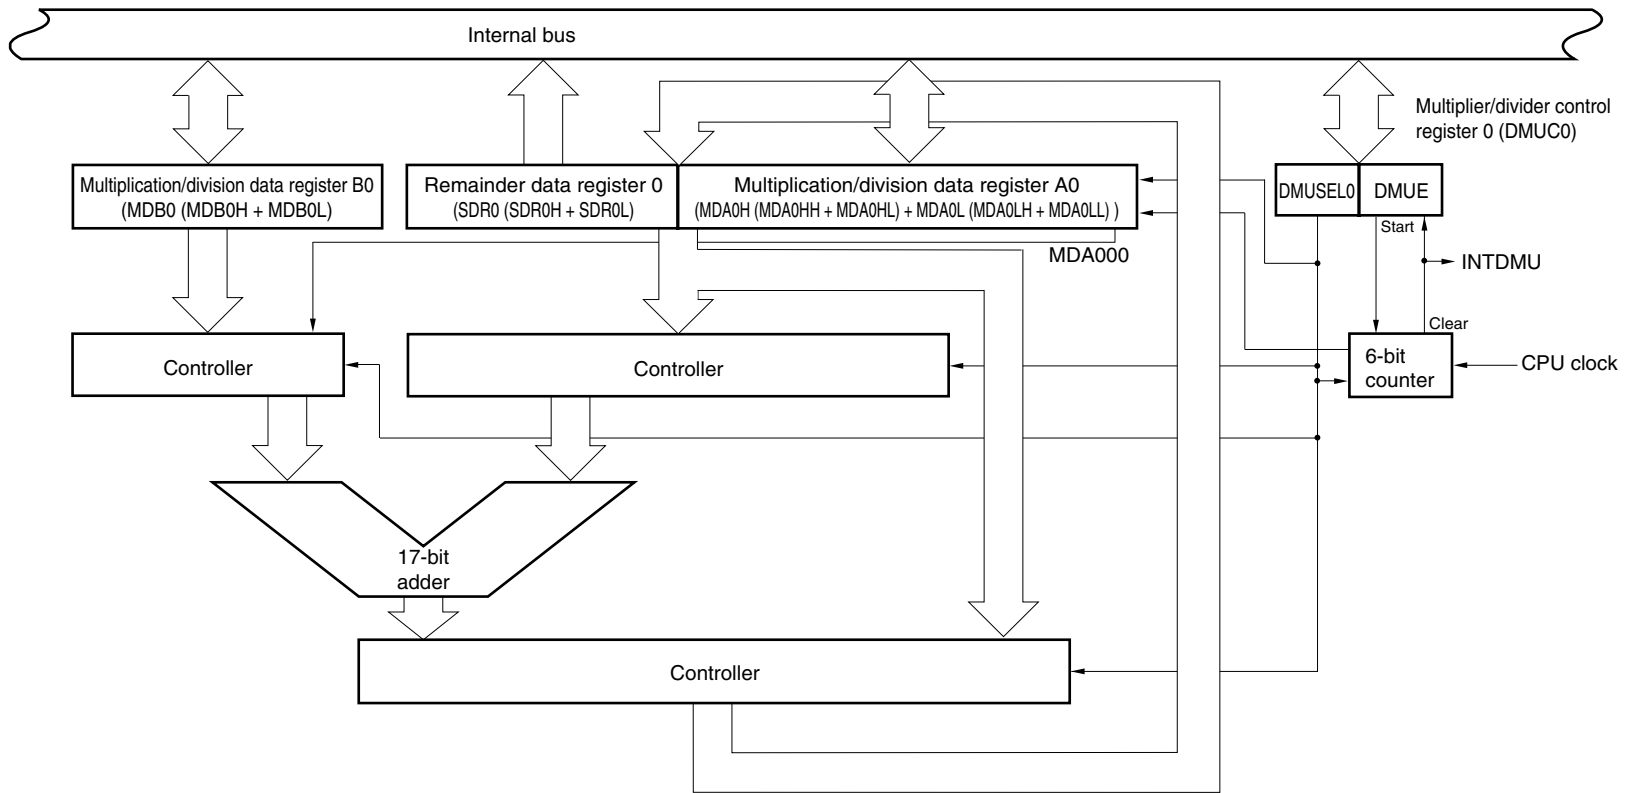 Internal bus
Multiplier/divider control
register 0 (DMUC0)
Multiplication/division data register B0
(MDB0 (MDB0H + MDB0L)
Remainder data register 0
(SDR0 (SDR0H + SDR0L)
Multiplication/division data register A0
(MDA0H (MDA0HH + MDA0HL) + MDA0L (MDA0LH + MDA0LL) )
DMUSEL0
DMUE
Start
MDA000
INTDMU
Clear
Controller
Controller
6-bit
counter
CPU clock
17-bit
adder
Controller